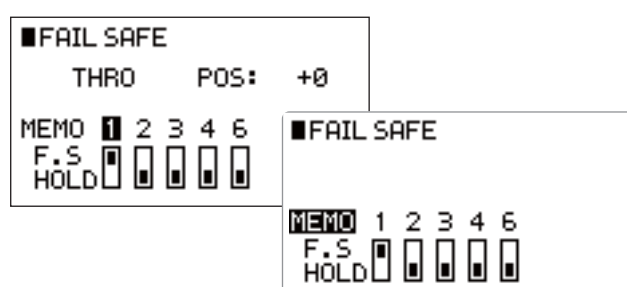 ■FAIL SAFE
THRO POS: +0
MEMO 1 2 3 4 6
F.S
HOLD
■FAIL SAFE
MEMO 1 2 3 4 6
F.S
HOLD